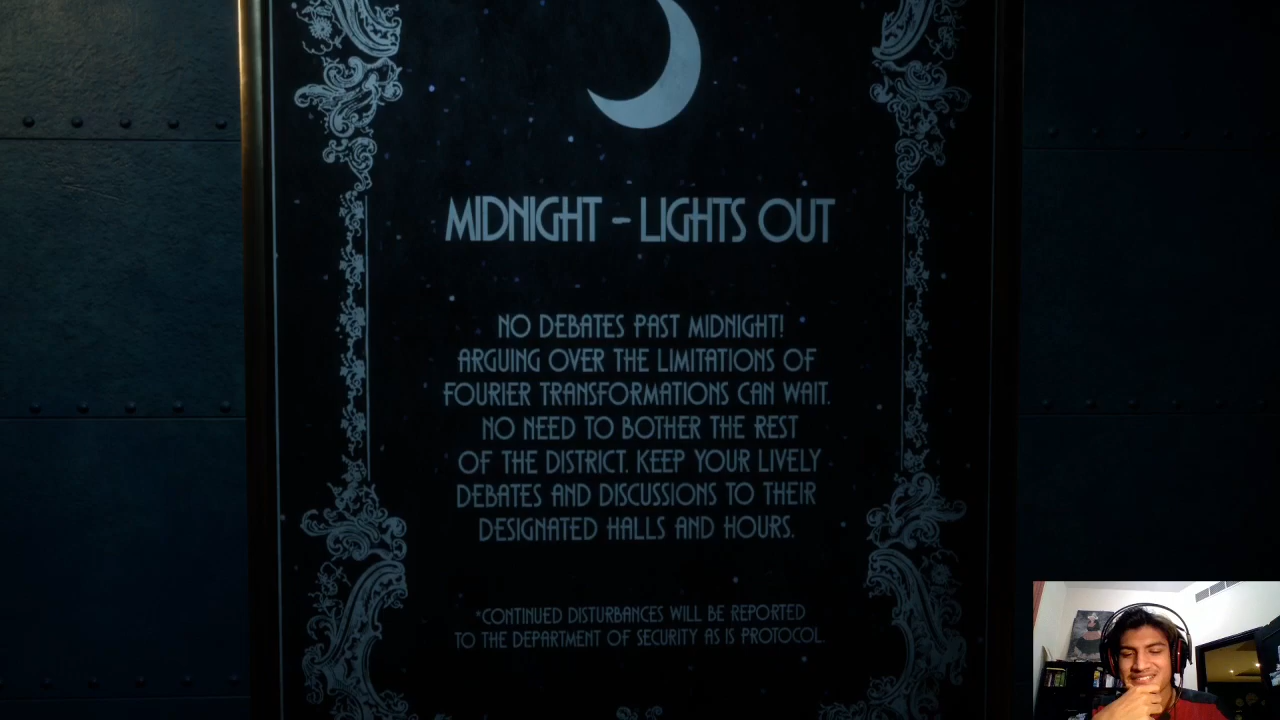 MIDNIGHT - LIGHTS OUT
NO DEBATES PAST MIDNIGHT!
ARGUING OVER THE LIMITATIONS OF
FOURIER TRANSFORMATIONS CAN WAIT.
NO NEED TO BOTHER THE REST
OF THE DISTRICT. KEEP YOUR LIVELY
DEBATES AND DISCUSSIONS TO THEIR
DESIGNATED HALLS AND HOURS.
*CONTINUED DISTURBANCES WILL BE REPORTED
TO THE DEPARTMENT OF SECURITY AS IS PROTOCOL.